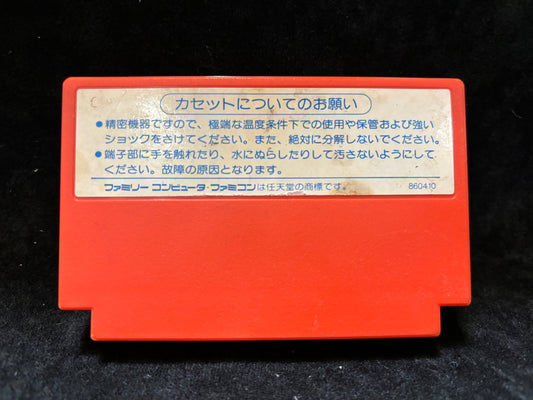 カセットについてのお願い
●精密機器ですので、極端な温度条件下での使用や保管および強い
ショックをさけてください。また、絶対に分解しないでください。
●端子部に手を触れたり、水にぬらしたりして汚さないようにして
ください。故障の原因となります。
ファミリーコンピュータ・ファミコンは任天堂の商標です。 860410